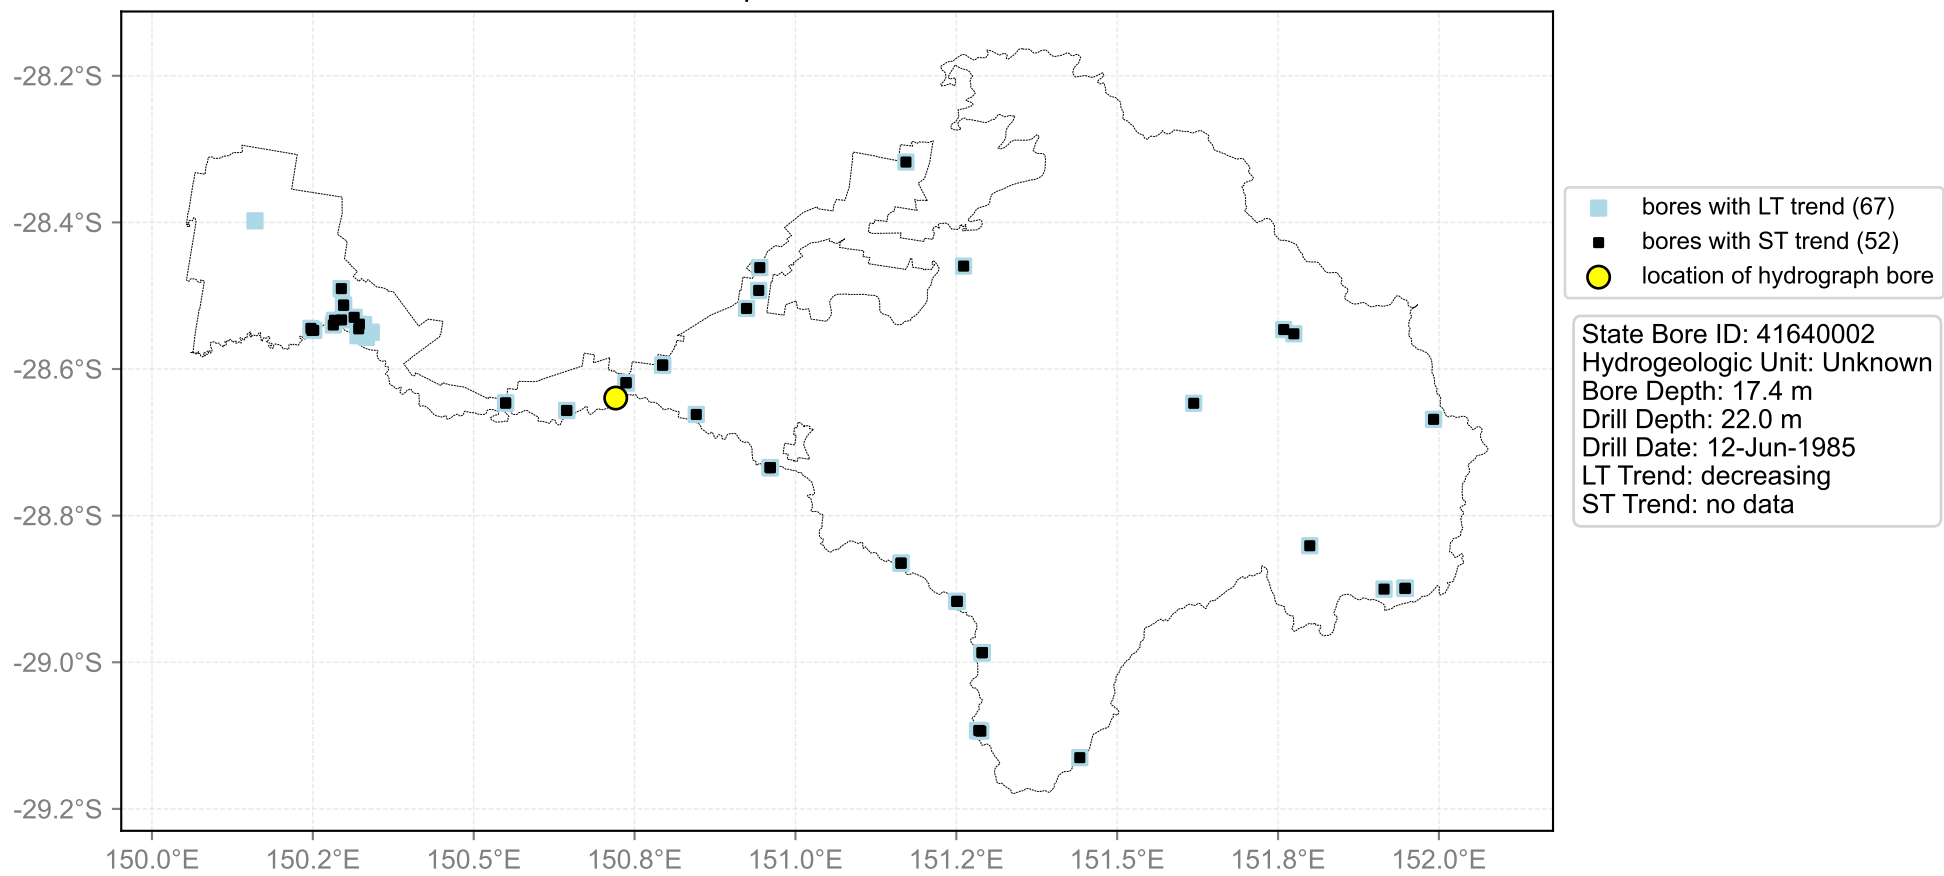 -28.2°S
-28.4°S
-28.6°S
-28.8°S
-29.0°S
-29.2°S
150.0°E 150.2°E 150.5°E 150.8°E 151.0°E 151.2°E 151.5°E 151.8°E 152.0°E
bores with LT trend (67)
bores with ST trend (52)
location of hydrograph bore
State Bore ID: 41640002
Hydrogeologic Unit: Unknown
Bore Depth: 17.4 m
Drill Depth: 22.0 m
Drill Date: 12-Jun-1985
LT Trend: decreasing
ST Trend: no data